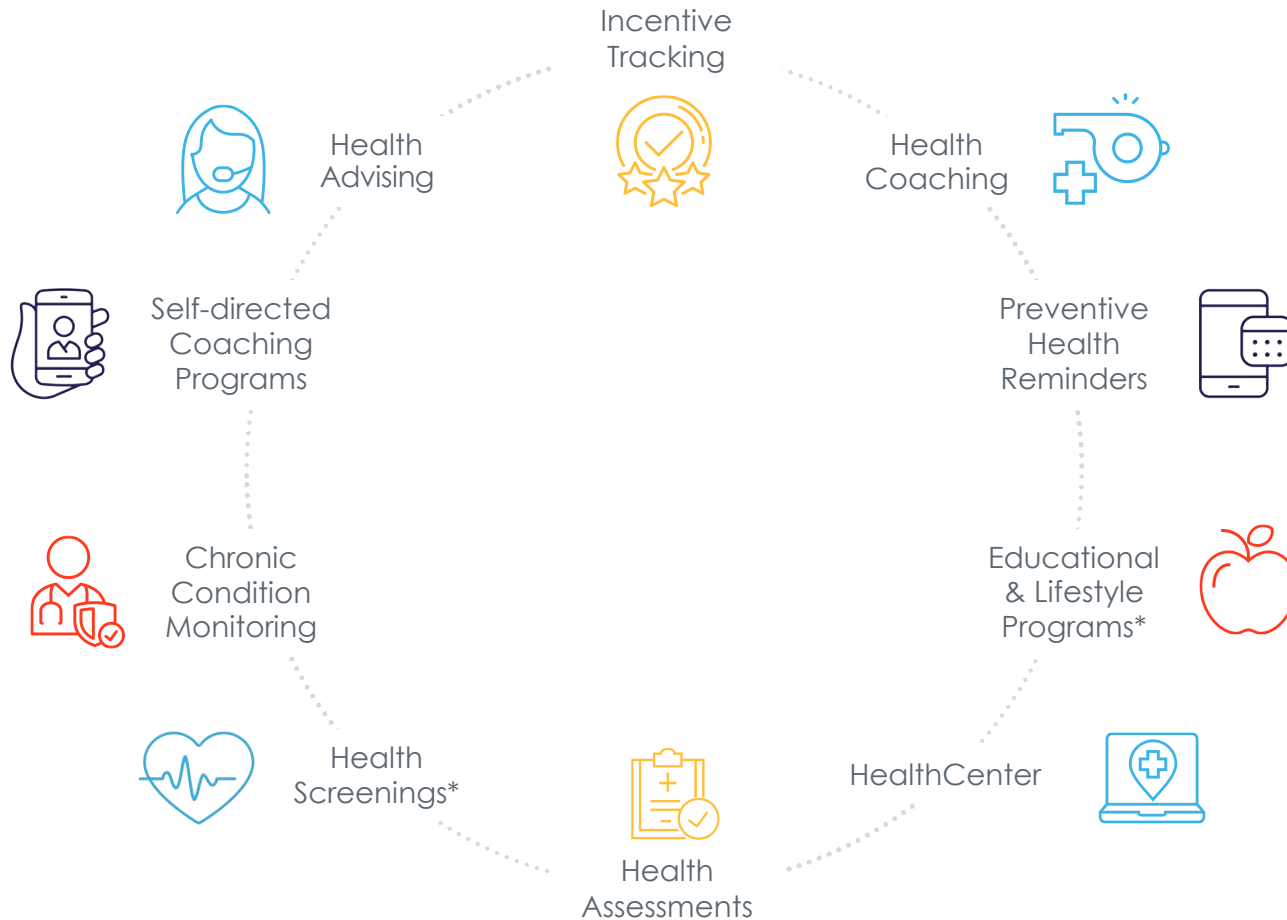 Incentive
Tracking
Health
Coaching
Preventive
Health
Reminders
Educational
& Lifestyle
Programs*
HealthCenter
Health
Assessments
Health
Screenings*
Chronic
Condition
Monitoring
Self-directed
Coaching
Programs
Health
Advising